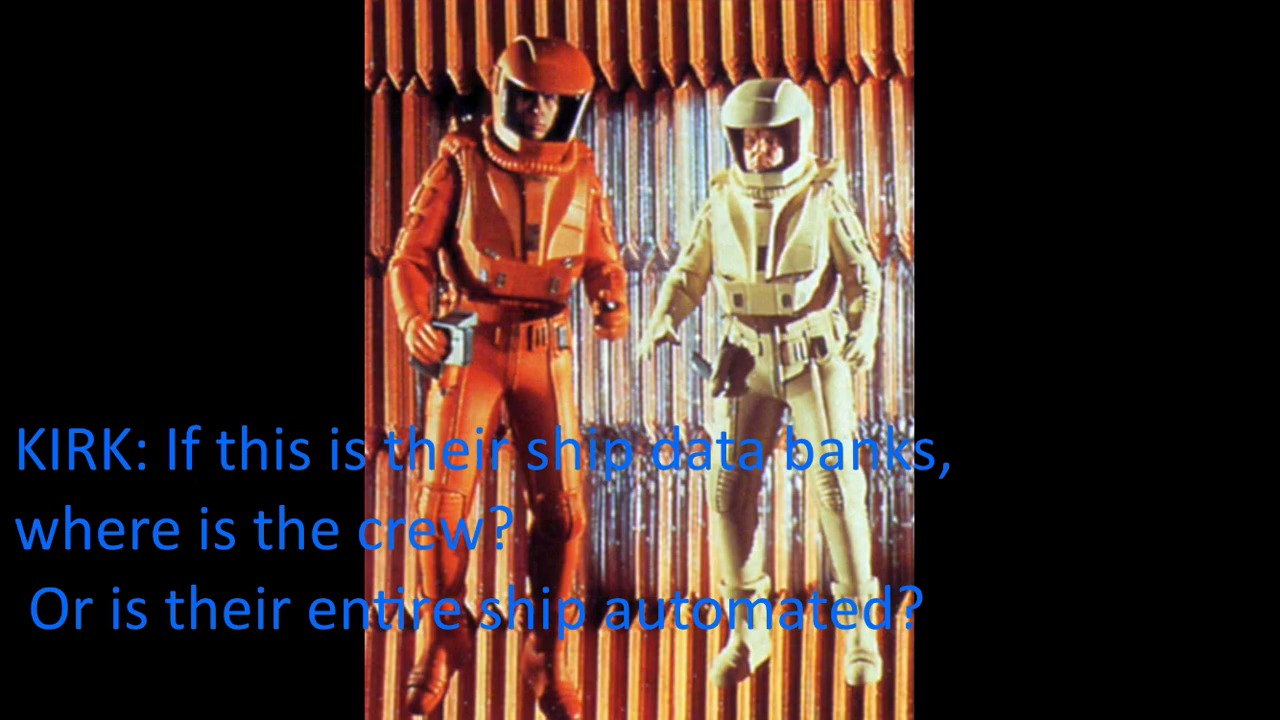 KIRK: If this is their ship data banks,
where is the crew?
Or is their entire ship automated?